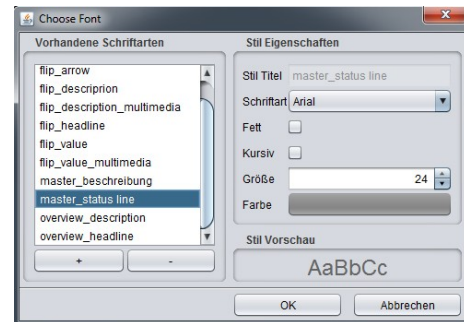 Choose Font
Vorhandene Schriftarten
flip_arrow
flip_descriprion
flip_description_multimedia
flip_headline
flip_value
flip_value_multimedia
master_beschreibung
master_status line
overview_description
overview_headline
+
-
Stil Eigenschaften
Stil Titel master_status line
Schriftart Arial
Fett
Kursiv
Größe 24
Farbe
Stil Vorschau
AaBbCc
OK Abbrechen